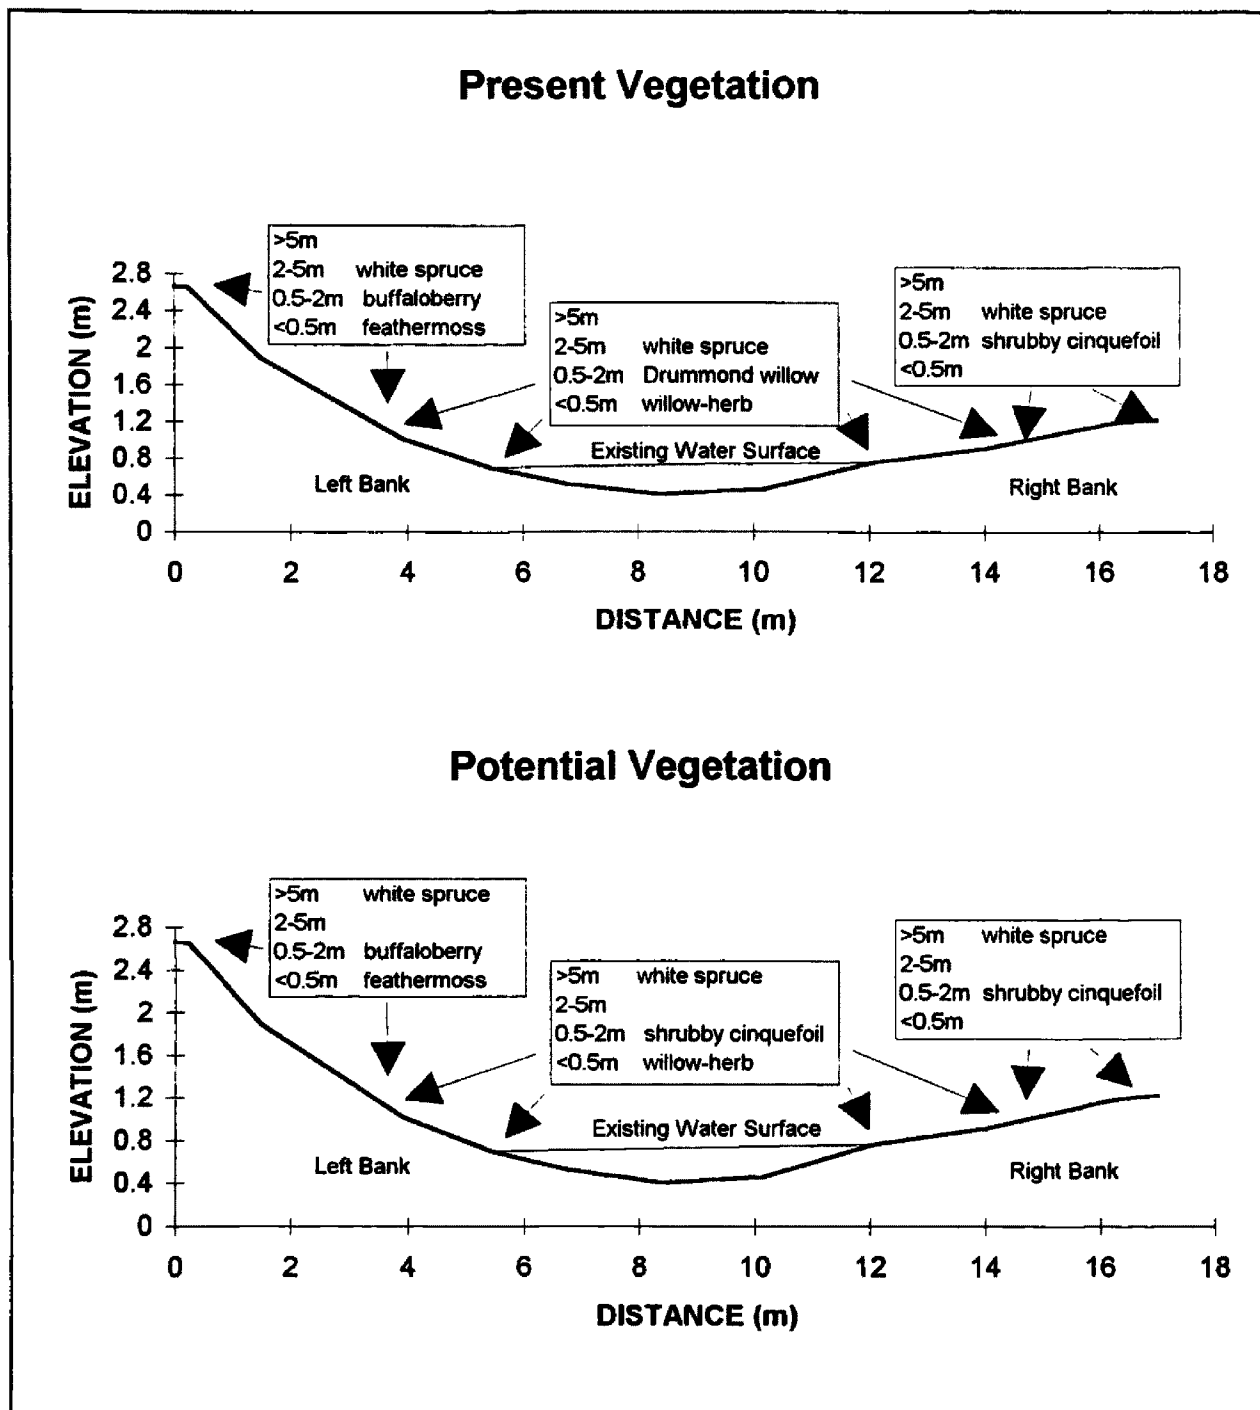 Present Vegetation
>5m
2-5m white spruce
0.5-2m buffaloberry
<0.5m feathermoss
>5m
2-5m white spruce
0.5-2m Drummond willow
<0.5m willow-herb
>5m
2-5m white spruce
0.5-2m shrubby cinquefoil
<0.5m
ELEVATION (m)
2.8
2.4
2
1.6
1.2
0.8
0.4
0
Existing Water Surface
Left Bank
Right Bank
0 2 4 6 8 10 12 14 16 18
DISTANCE (m)
Potential Vegetation
>5m white spruce
2-5m
0.5-2m buffaloberry
<0.5m feathermoss
>5m white spruce
2-5m
0.5-2m shrubby cinquefoil
<0.5m willow-herb
>5m white spruce
2-5m
0.5-2m shrubby cinquefoil
<0.5m
ELEVATION (m)
2.8
2.4
2
1.6
1.2
0.8
0.4
0
Existing Water Surface
Left Bank
Right Bank
0 2 4 6 8 10 12 14 16 18
DISTANCE (m)